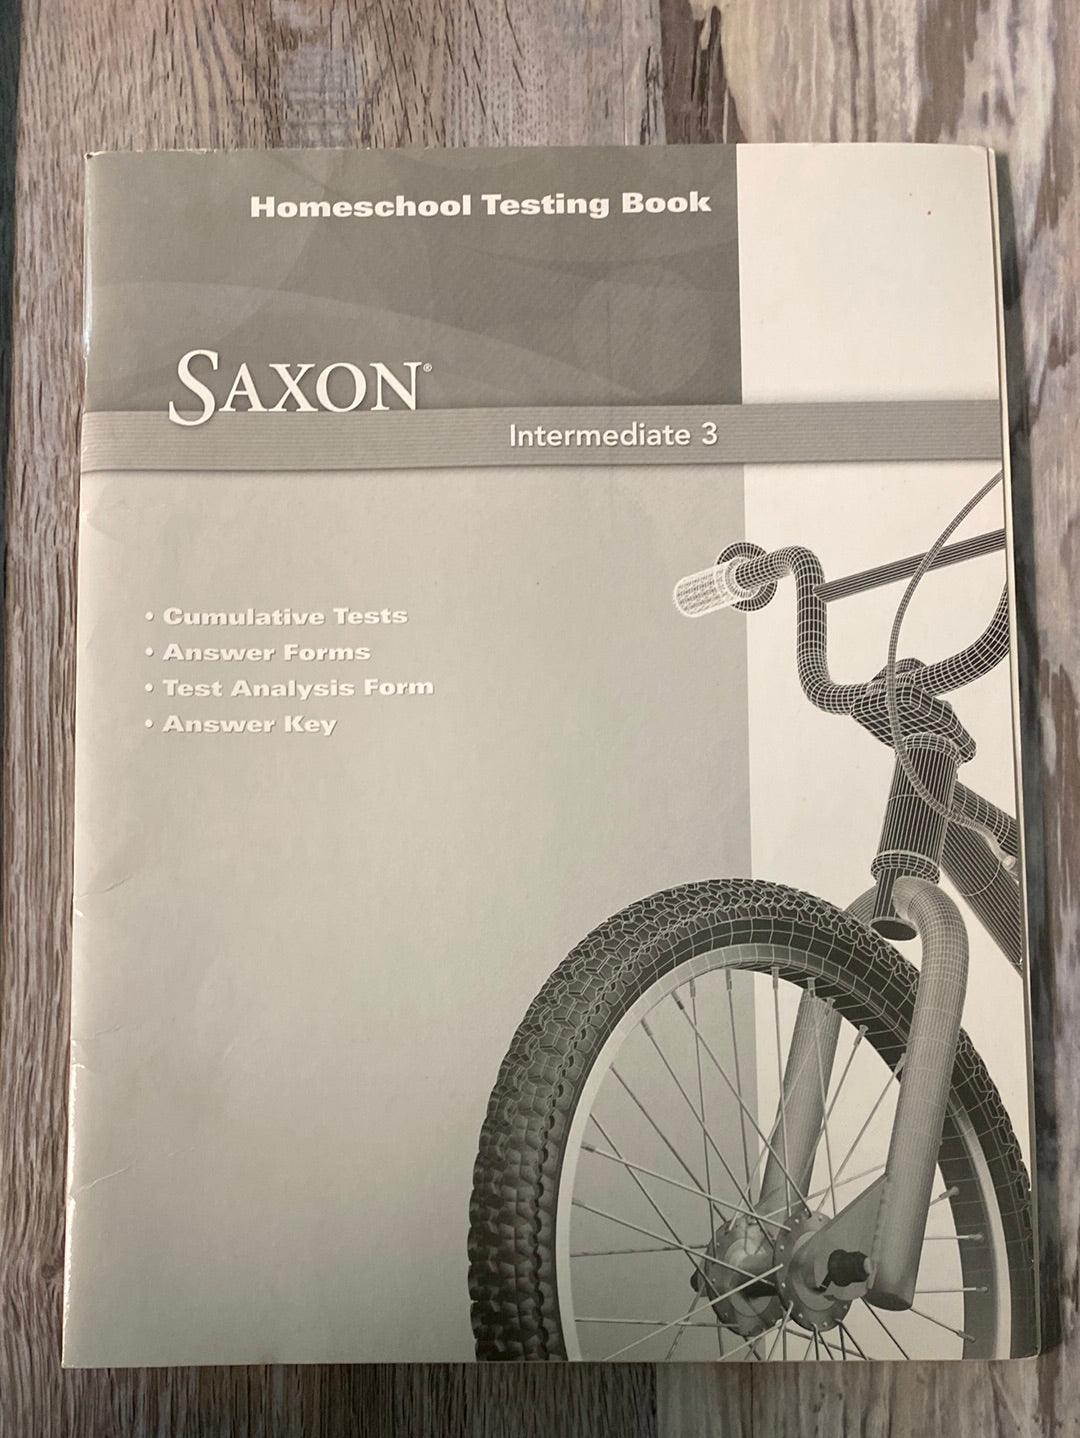 Homeschool Testing Book
SAXON®
Intermediate 3
• Cumulative Tests
• Answer Forms
• Test Analysis Form
• Answer Key